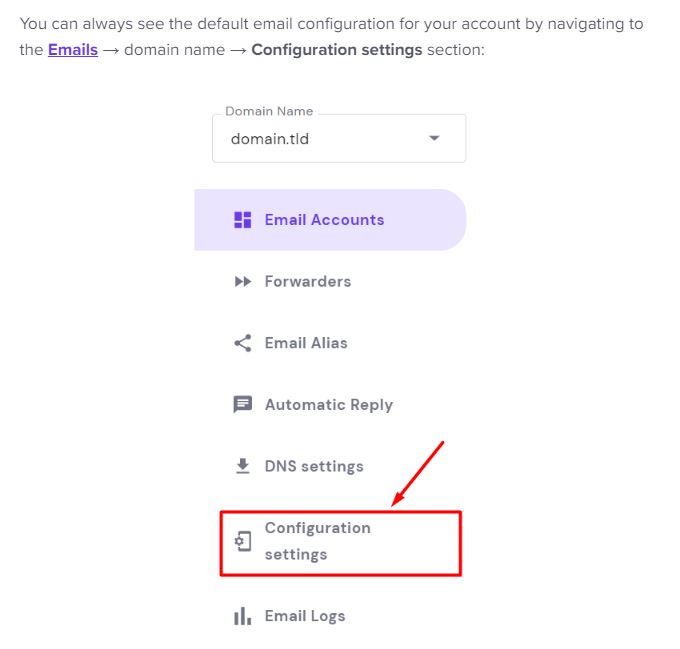 You can always see the default email configuration for your account by navigating to
the Emails → domain name → Configuration settings section:
Domain Name
domain.tld
Email Accounts
Forwarders
Email Alias
Automatic Reply
DNS settings
Configuration
settings
Email Logs